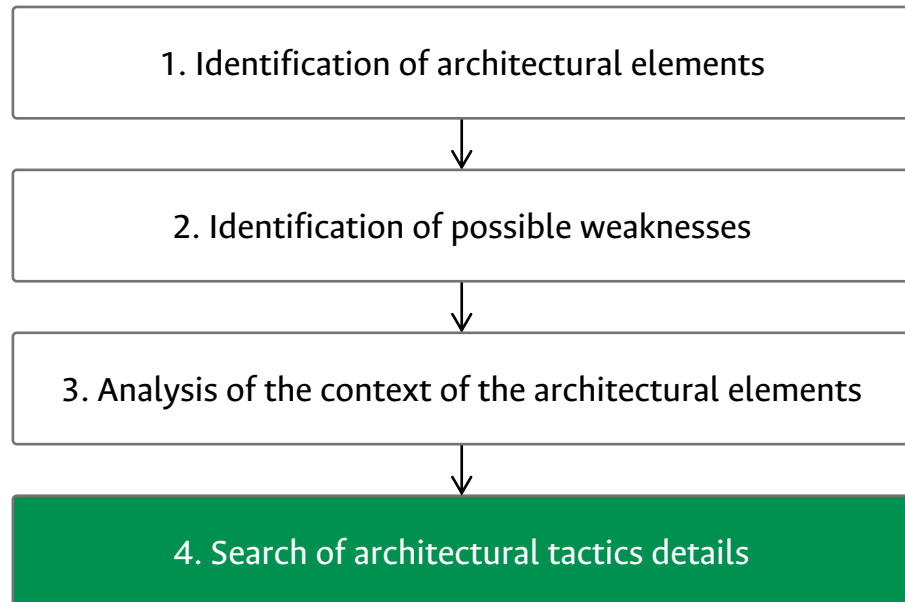 1. Identification of architectural elements
2. Identification of possible weaknesses
3. Analysis of the context of the architectural elements
4. Search of architectural tactics details